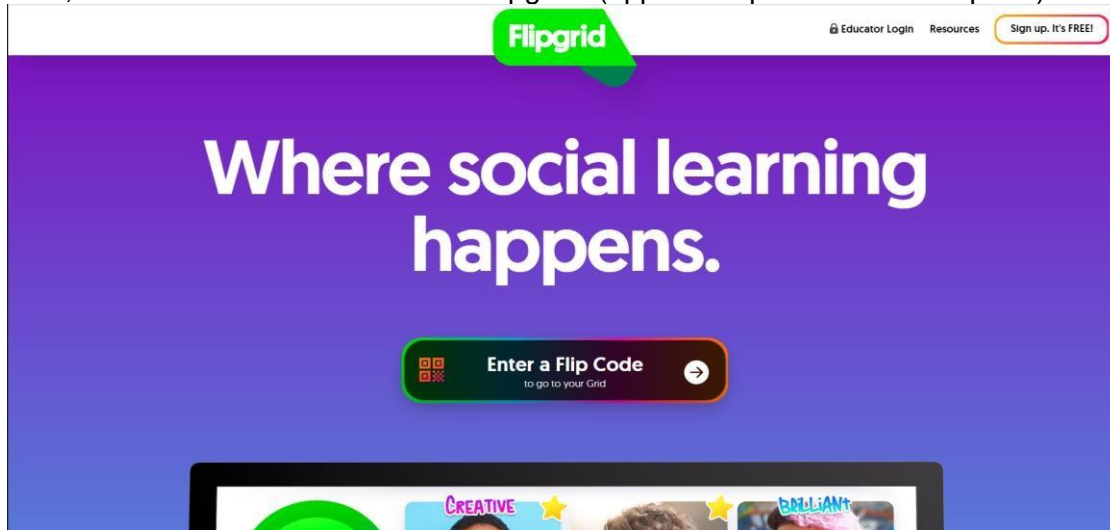 Flipgrid
Educator Login Resources Sign up. It's FREE!
Where social learning
happens.
Enter a Flip Code
to go to your Grid
CREATIVE BRiLLiANt